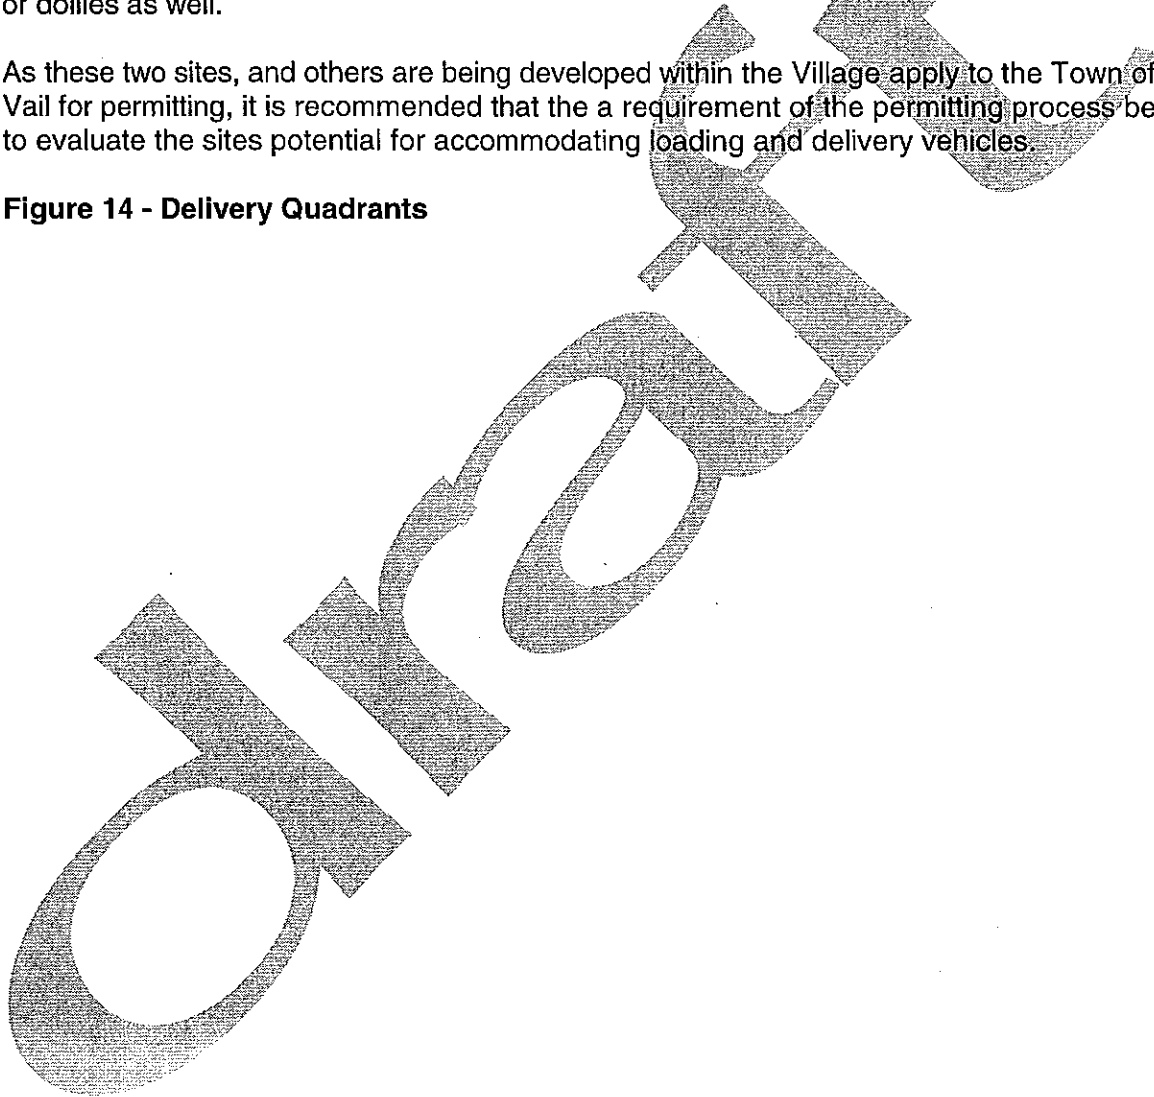 or dollies as well.
As these two sites, and others are being developed within the Village apply to the Town of
Vail for permitting, it is recommended that the a requirement of the permitting process be
to evaluate the sites potential for accommodating loading and delivery vehicles.
Figure 14 - Delivery Quadrants
draft